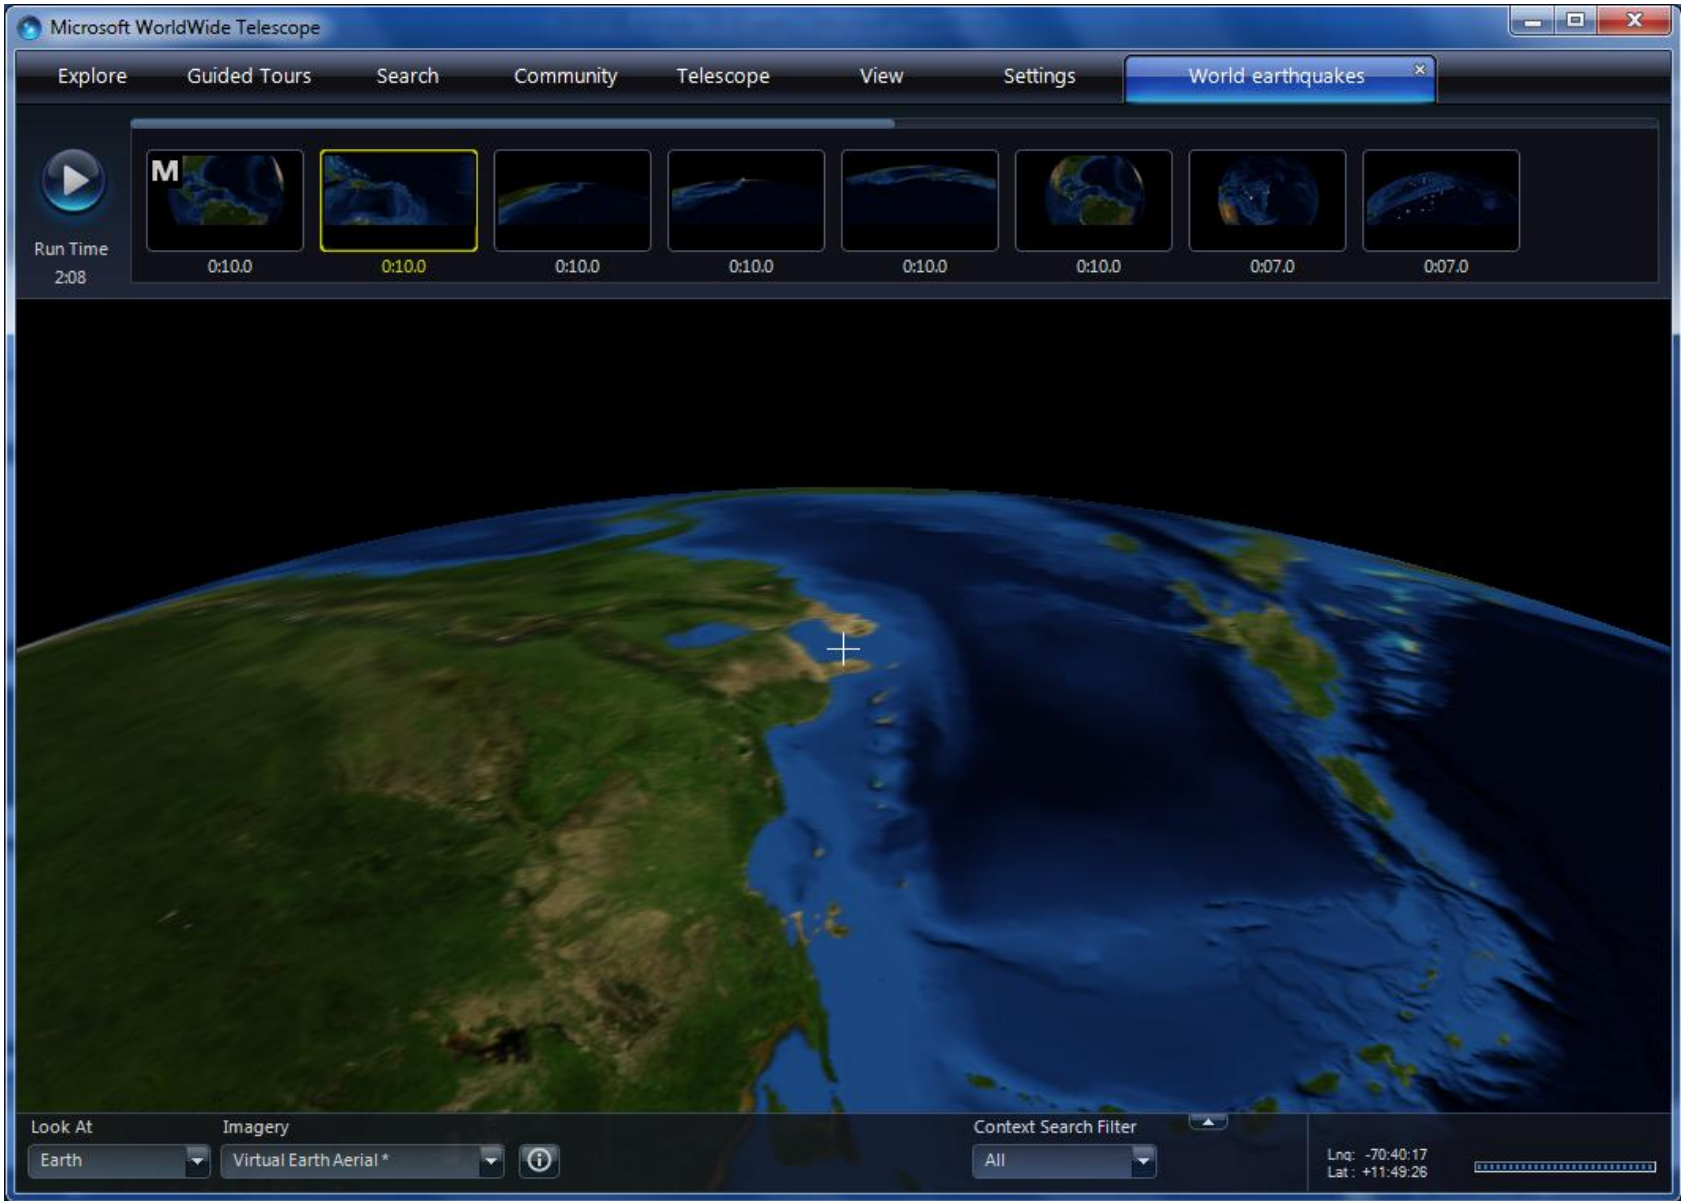 Microsoft WorldWide Telescope
Explore Guided Tours Search Community Telescope View Settings World earthquakes
M
Run Time
2:08
0:10.0 0:10.0 0:10.0 0:10.0 0:10.0 0:10.0 0:07.0 0:07.0
Look At Imagery Context Search Filter
Earth Virtual Earth Aerial * All
Lng: -70:40:17
Lat : +11:49:26